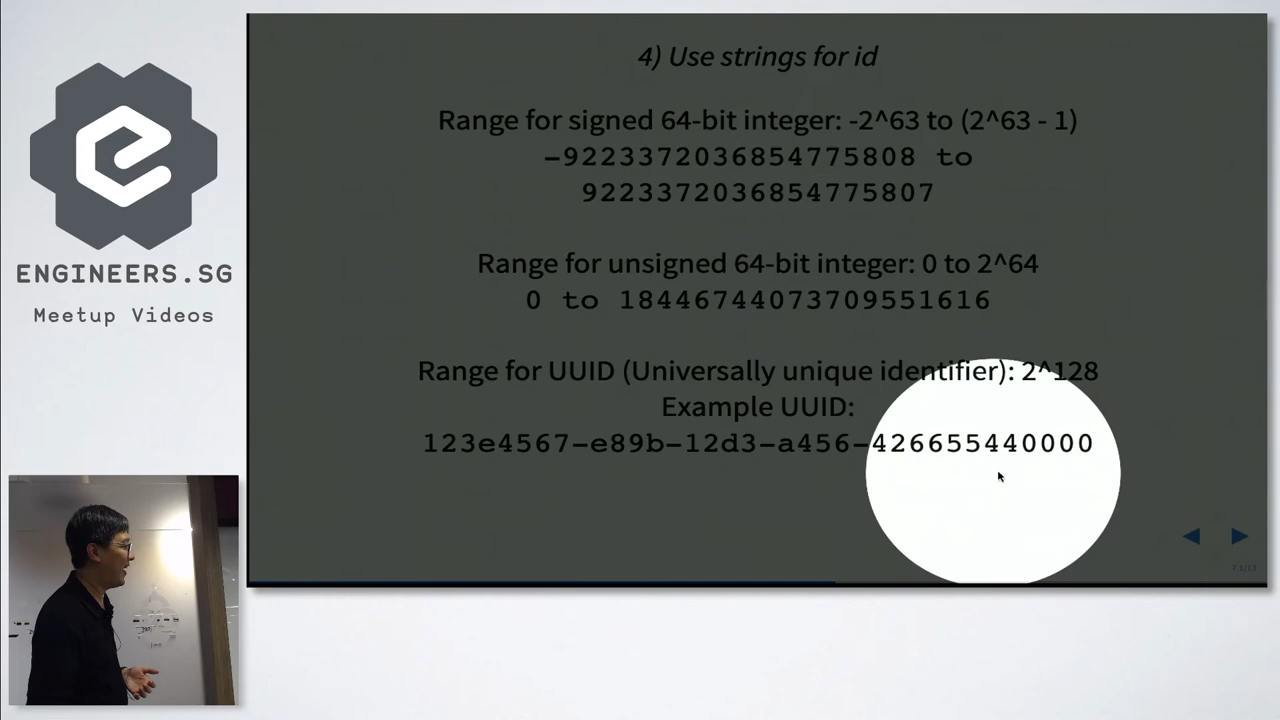 4) Use strings for id
Range for signed 64-bit integer: -2^63 to (2^63 - 1)
-9223372036854775808 to
9223372036854775807
Range for unsigned 64-bit integer: 0 to 2^64
0 to 18446744073709551616
Range for UUID (Universally unique identifier): 2^128
Example UUID:
123e4567-e89b-12d3-a456-426655440000
ENGINEERS.SG
Meetup Videos